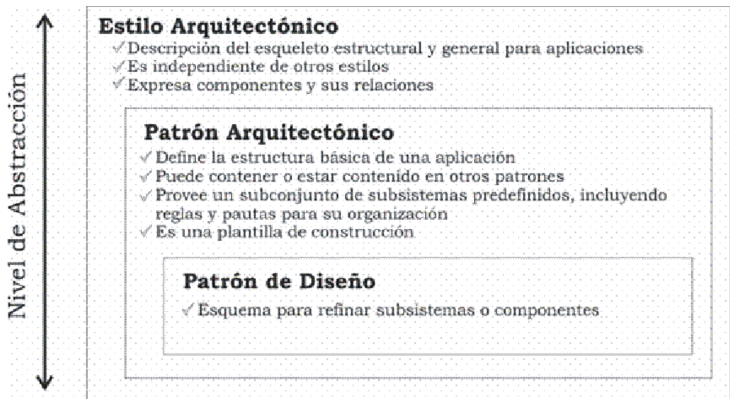 Nivel de Abstracción
Estilo Arquitectónico
✓Descripción del esqueleto estructural y general para aplicaciones
✓Es independiente de otros estilos
✓Expresa componentes y sus relaciones
Patrón Arquitectónico
✓Define la estructura básica de una aplicación
✓Puede contener o estar contenido en otros patrones
✓Provee un subconjunto de subsistemas predefinidos, incluyendo
reglas y pautas para su organización
✓Es una plantilla de construcción
Patrón de Diseño
✓Esquema para refinar subsistemas o componentes